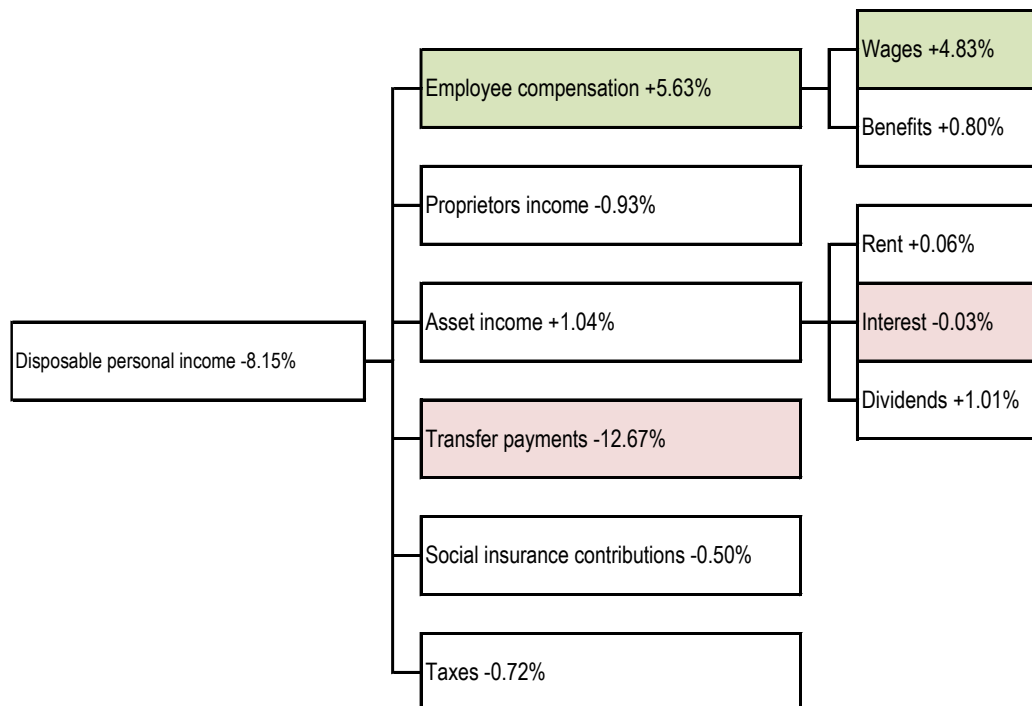 Disposable personal income -8.15%
Employee compensation +5.63%
Wages +4.83%
Benefits +0.80%
Proprietors income -0.93%
Asset income +1.04%
Rent +0.06%
Interest -0.03%
Dividends +1.01%
Transfer payments -12.67%
Social insurance contributions -0.50%
Taxes -0.72%